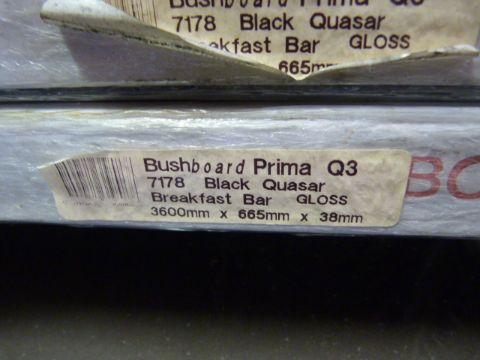 Bushboard Prima Q3
7178 Black Quasar
Breakfast Bar GLOSS
665mm
Bushboard Prima Q3
7178 Black Quasar
Breakfast Bar GLOSS
3600mm x 665mm x 38mm
BO